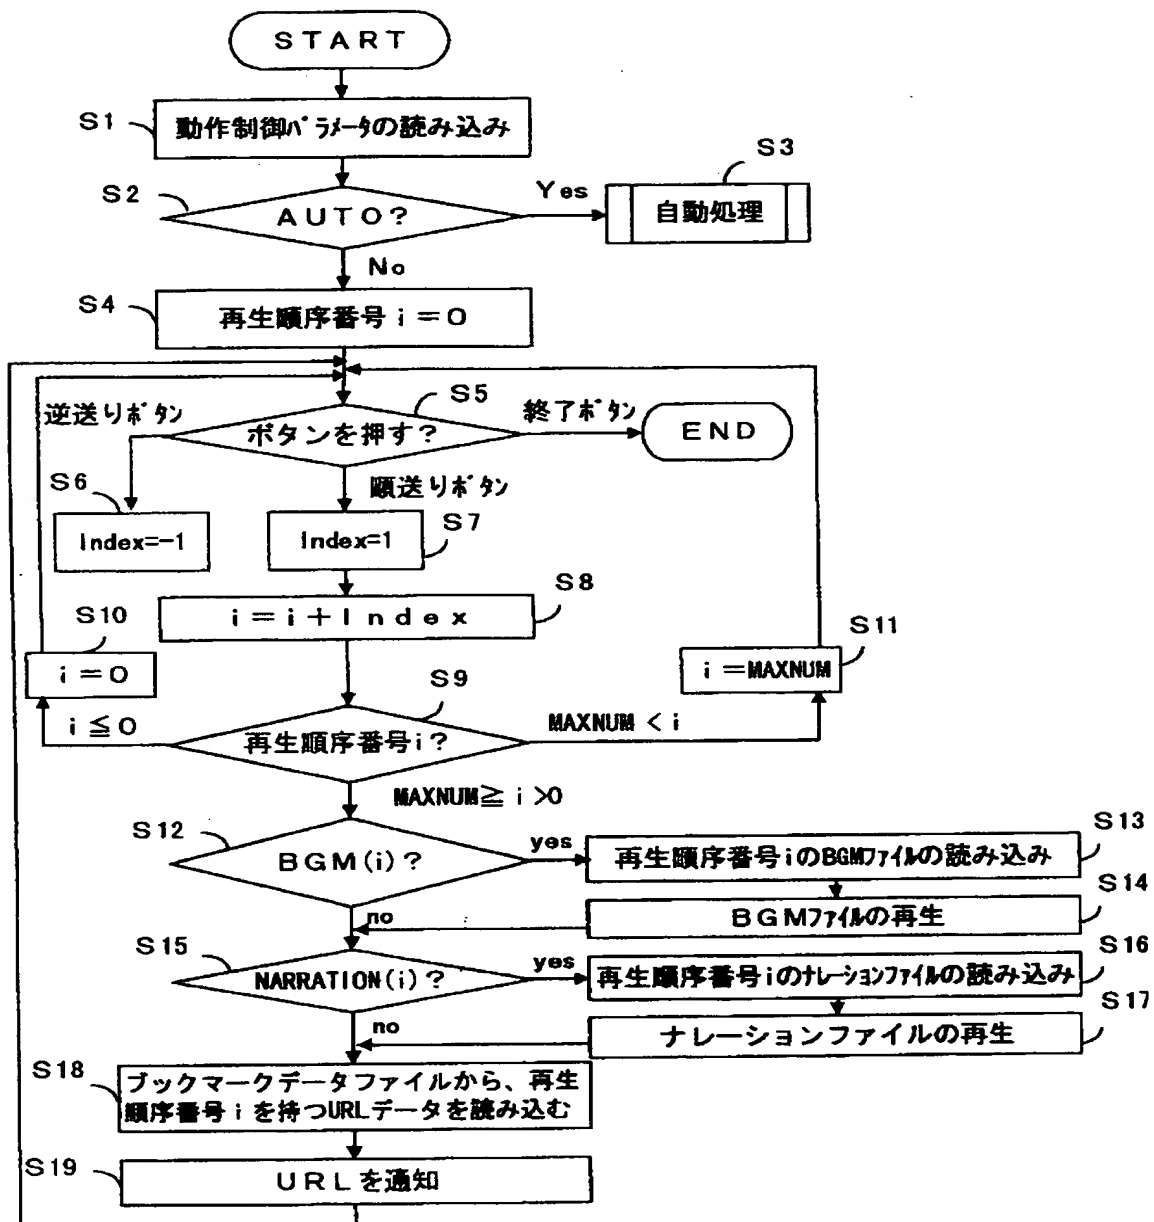 START
S1
動作制御パラメータの読み込み
S3
S2
AUTO?
Yes
自動処理
No
S4
再生順序番号 i=0
S5
逆送りボタン
ボタンを押す?
終了ボタン
END
順送りボタン
S6
Index=-1
S7
Index=1
S8
i=i+Index
S10
i=0
S11
i=MAXNUM
S9
i≦0
再生順序番号i?
MAXNUM < i
MAXNUM≧ i >0
S12
BGM(i)?
yes
S13
再生順序番号iのBGMファイルの読み込み
S14
no
BGMファイルの再生
S15
NARRATION(i)?
yes
S16
再生順序番号iのナレーションファイルの読み込み
S17
no
ナレーションファイルの再生
S18
ブックマークデータファイルから、再生
順序番号 i を持つURLデータを読み込む
S19
URLを通知